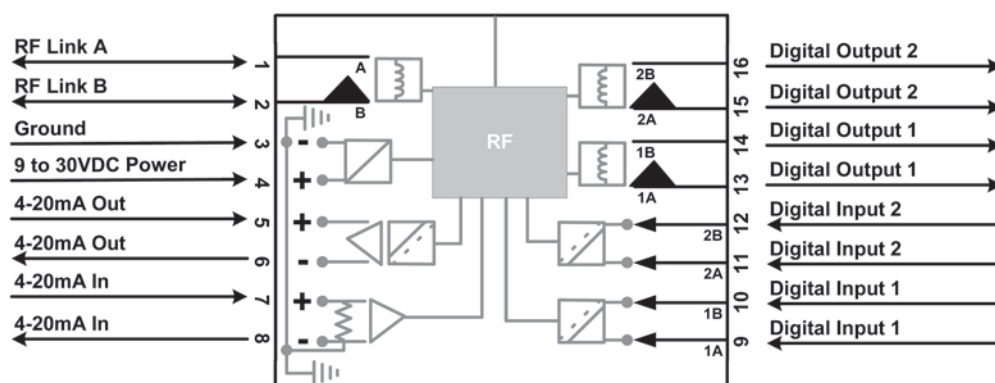 RF Link A
1
A
RF Link B
2
B
Ground
3
-
9 to 30VDC Power
4
+
4-20mA Out
5
+
4-20mA Out
6
-
4-20mA In
7
+
4-20mA In
8
-
RF
2B
16
Digital Output 2
2A
15
Digital Output 2
1B
14
Digital Output 1
1A
13
Digital Output 1
2B
12
Digital Input 2
2A
11
Digital Input 2
1B
10
Digital Input 1
1A
9
Digital Input 1